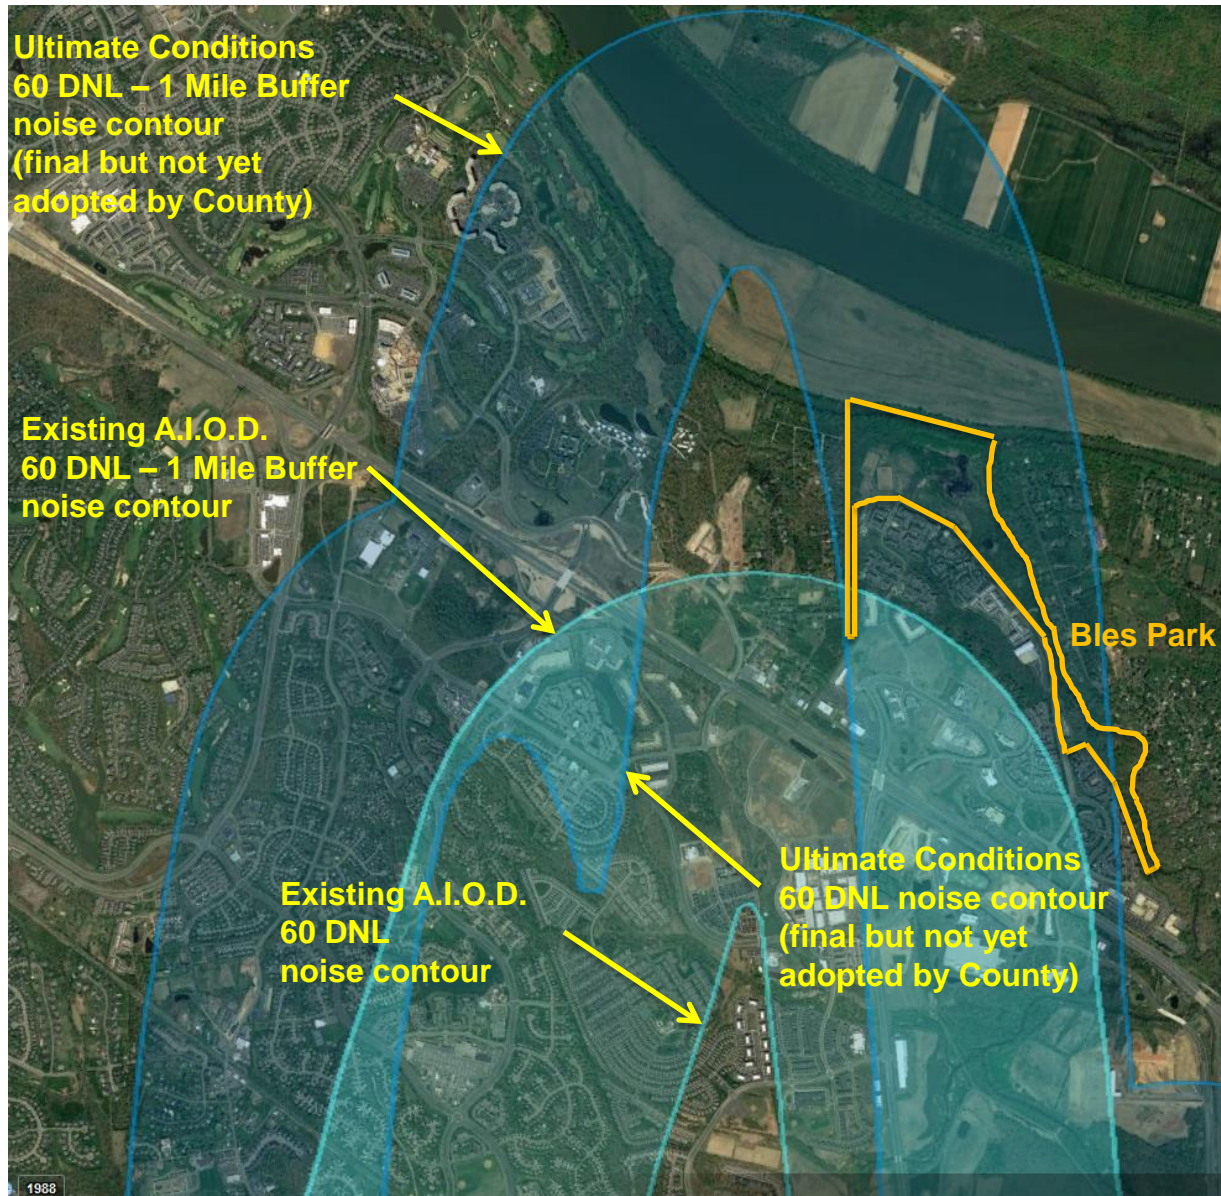 Ultimate Conditions
60 DNL – 1 Mile Buffer
noise contour
(final but not yet
adopted by County)
Existing A.I.O.D.
60 DNL – 1 Mile Buffer
noise contour
Bles Park
Ultimate Conditions
60 DNL noise contour
(final but not yet
adopted by County)
Existing A.I.O.D.
60 DNL
noise contour
1988